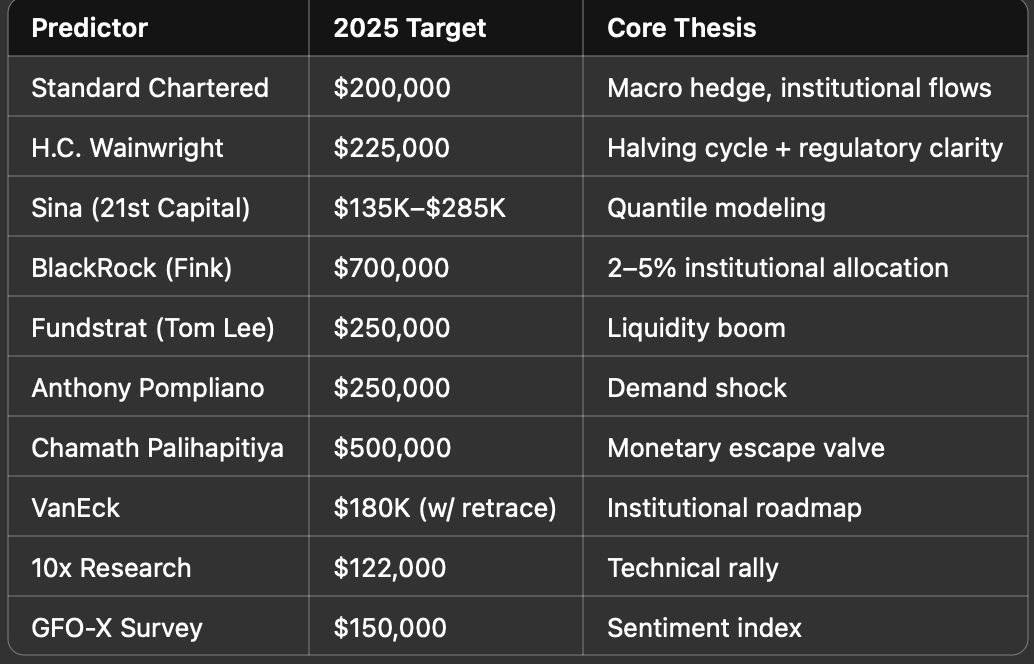 Predictor 2025 Target Core Thesis
Standard Chartered $200,000 Macro hedge, institutional flows
H.C. Wainwright $225,000 Halving cycle + regulatory clarity
Sina (21st Capital) $135K–$285K Quantile modeling
BlackRock (Fink) $700,000 2–5% institutional allocation
Fundstrat (Tom Lee) $250,000 Liquidity boom
Anthony Pompliano $250,000 Demand shock
Chamath Palihapitiya $500,000 Monetary escape valve
VanEck $180K (w/ retrace) Institutional roadmap
10x Research $122,000 Technical rally
GFO-X Survey $150,000 Sentiment index